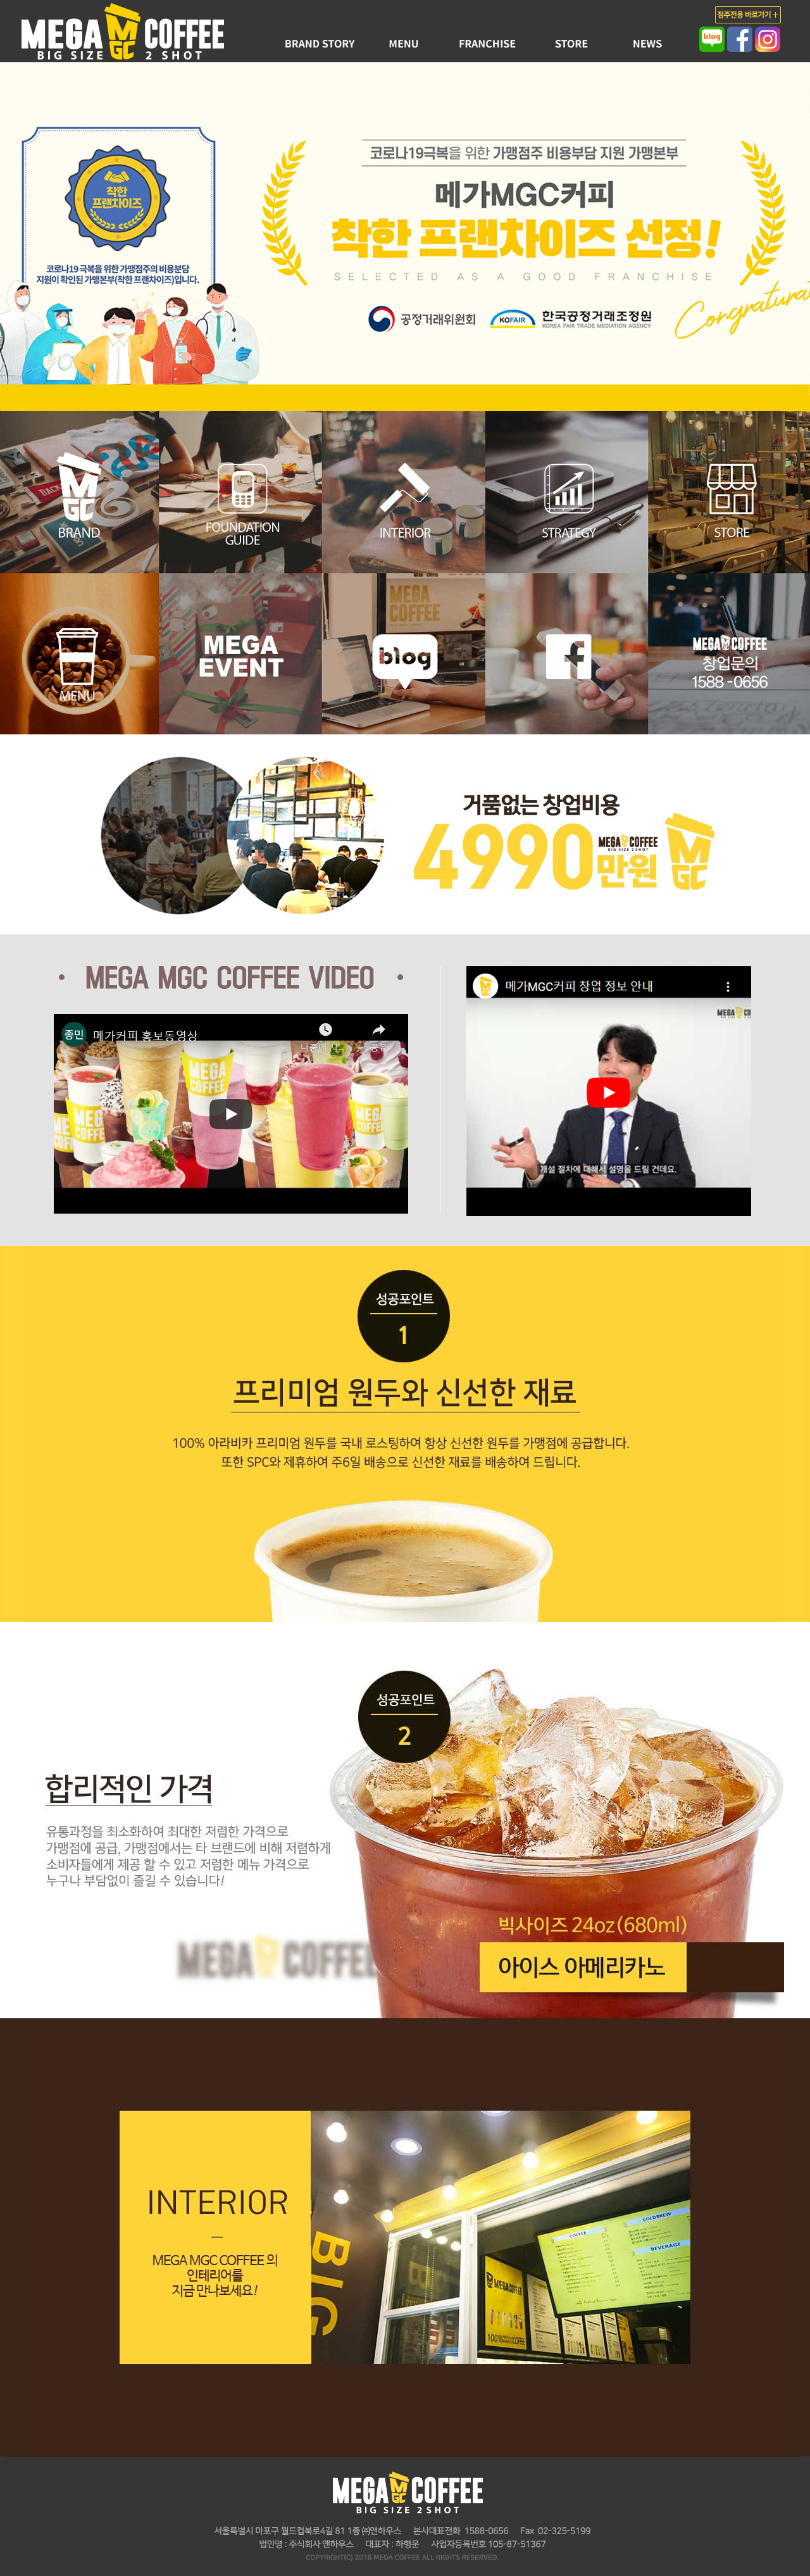 MEGA MGC COFFEE
BIG SIZE 2 SHOT
BRAND STORY MENU FRANCHISE STORE NEWS
점주전용 바로가기+
blog
착한
프랜차이즈
코로나19 극복을 위한 가맹점주의 비용분담
지원이 확인된 가맹본부(착한 프랜차이즈)입니다.
코로나19극복을 위한 가맹점주 비용부담 지원 가맹본부
메가MGC커피
착한 프랜차이즈 선정!
SELECTED AS A GOOD FRANCHISE
공정거래위원회
KOFAIR 한국공정거래조정원
KOREA FAIR TRADE MEDIATION AGENCY
Congratura
MGC
BRAND
FOUNDATION
GUIDE
INTERIOR
STRATEGY
STORE
MENU
MEGA
EVENT
MEGA
COFFEE
blog
MEGA COFFEE
창업문의
1588-0656
거품없는 창업비용
4990만원
MEGA COFFEE
BIG SIZE 2SHOT
MGC
• MEGA MGC COFFEE VIDEO •
종민 메가커피 홍보동영상
MEGA
COFFEE
메가MGC커피 창업 정보 안내
개설 절차에 대해서 설명을 드릴 건데요.
성공포인트
1
프리미엄 원두와 신선한 재료
100% 아라비카 프리미엄 원두를 국내 로스팅하여 항상 신선한 원두를 가맹점에 공급합니다.
또한 SPC와 제휴하여 주6일 배송으로 신선한 재료를 배송하여 드립니다.
성공포인트
2
합리적인 가격
유통과정을 최소화하여 최대한 저렴한 가격으로
가맹점에 공급, 가맹점에서는 타 브랜드에 비해 저렴하게
소비자들에게 제공 할 수 있고 저렴한 메뉴 가격으로
누구나 부담없이 즐길 수 있습니다!
MEGA COFFEE
빅사이즈 24oz(680ml)
아이스 아메리카노
INTERIOR
MEGA MGC COFFEE 의
인테리어를
지금 만나보세요!
BIG
COFFEE
COLDBREW
BEVERAGE
MEGA COFFEE
MEGA MGC COFFEE
BIG SIZE 2SHOT
서울특별시 마포구 월드컵북로4길 81 1층 ㈜앤하우스 본사대표전화 1588-0656 Fax 02-325-5199
법인명 : 주식회사 앤하우스 대표자 : 하형운 사업자등록번호 105-87-51367
COPYRIGHT(C) 2016 MEGA COFFEE ALL RIGHTS RESERVED.